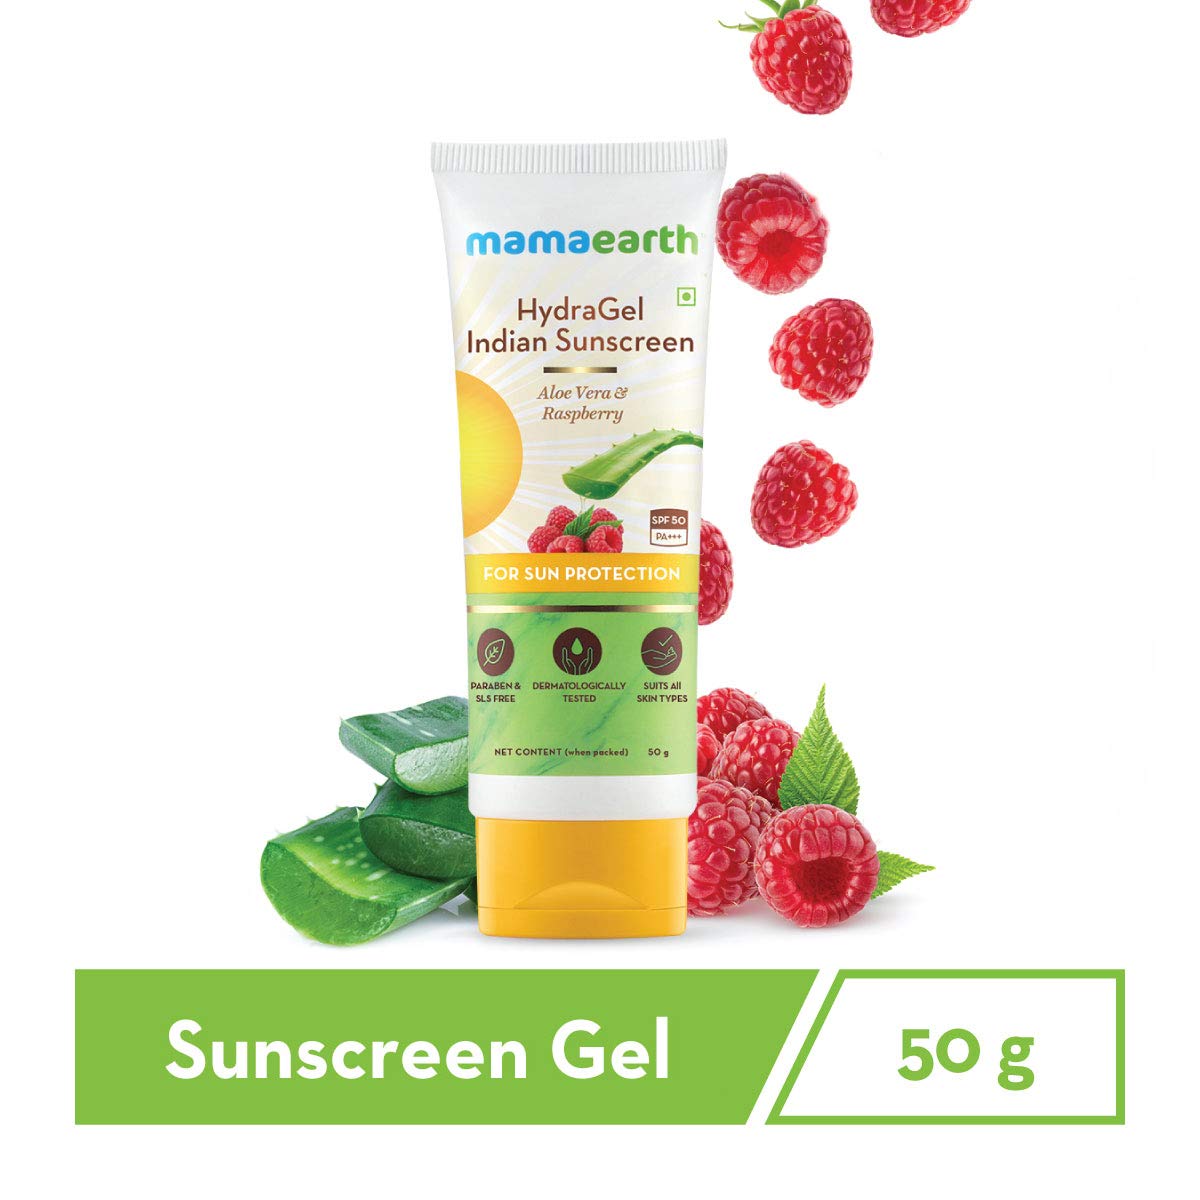 mamaearth
HydraGel
Indian Sunscreen
Aloe Vera &
Raspberry
SPF 50
PA+++
FOR SUN PROTECTION
PARABEN &
SLS FREE
DERMATOLOGICALLY
TESTED
SUITS All
SKIN TYPES
NET CONTENT (when packed) 50 g
Sunscreen Gel
50 g